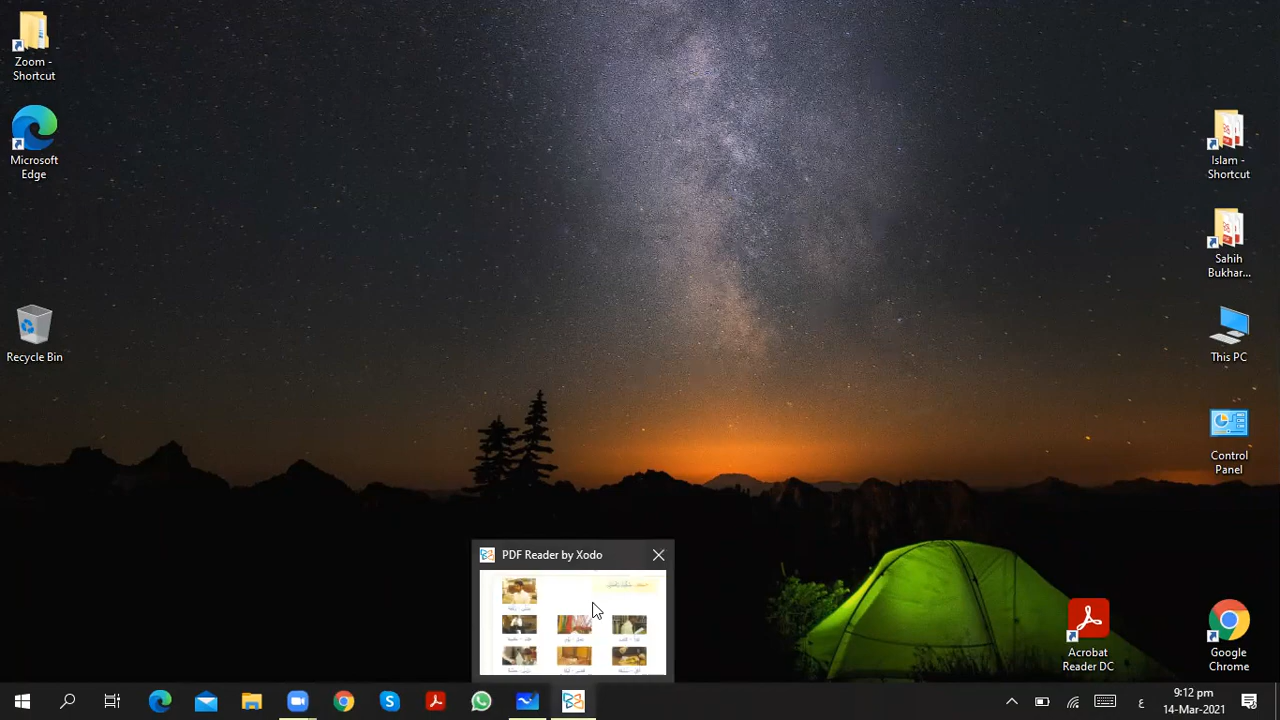 Zoom -
Shortcut
Microsoft
Edge
Recycle Bin
Islam -
Shortcut
Sahih
Bukhar...
This PC
Control
Panel
PDF Reader by Xodo
Acrobat
Reader DC
Google
Chrome
ع
9:12 pm
14-Mar-2021